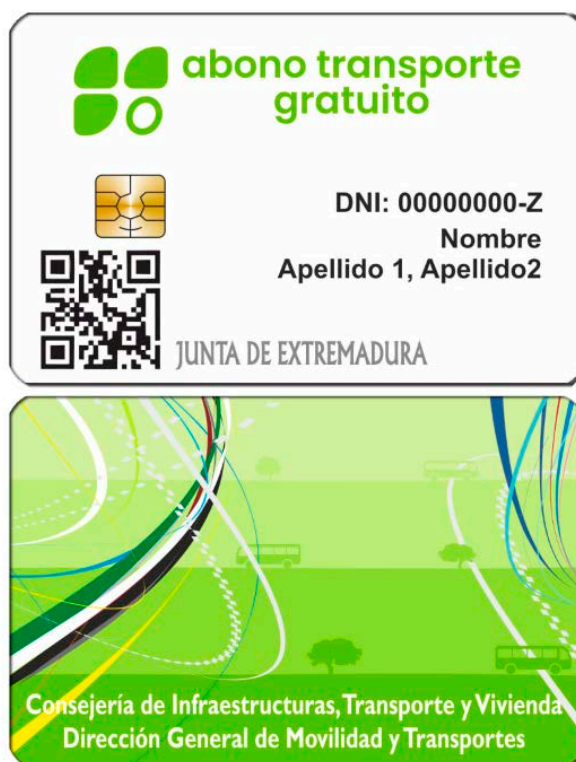 abono transporte
gratuito
DNI: 00000000-Z
Nombre
Apellido 1, Apellido2
JUNTA DE EXTREMADURA
Consejería de Infraestructuras, Transporte y Vivienda
Dirección General de Movilidad y Transportes